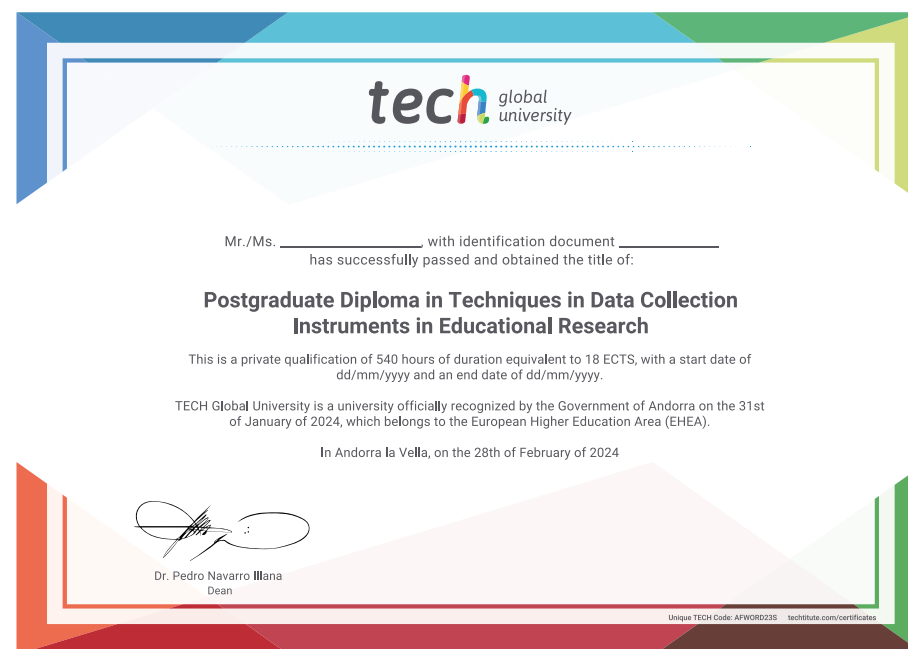 tech global university
Mr./Ms. ______________, with identification document __________
has successfully passed and obtained the title of:
Postgraduate Diploma in Techniques in Data Collection
Instruments in Educational Research
This is a private qualification of 540 hours of duration equivalent to 18 ECTS, with a start date of
dd/mm/yyyy and an end date of dd/mm/yyyy.
TECH Global University is a university officially recognized by the Government of Andorra on the 31st
of January of 2024, which belongs to the European Higher Education Area (EHEA).
In Andorra la Vella, on the 28th of February of 2024
Dr. Pedro Navarro Illana
Dean
Unique TECH Code: AFWORD23S techtitute.com/certificates